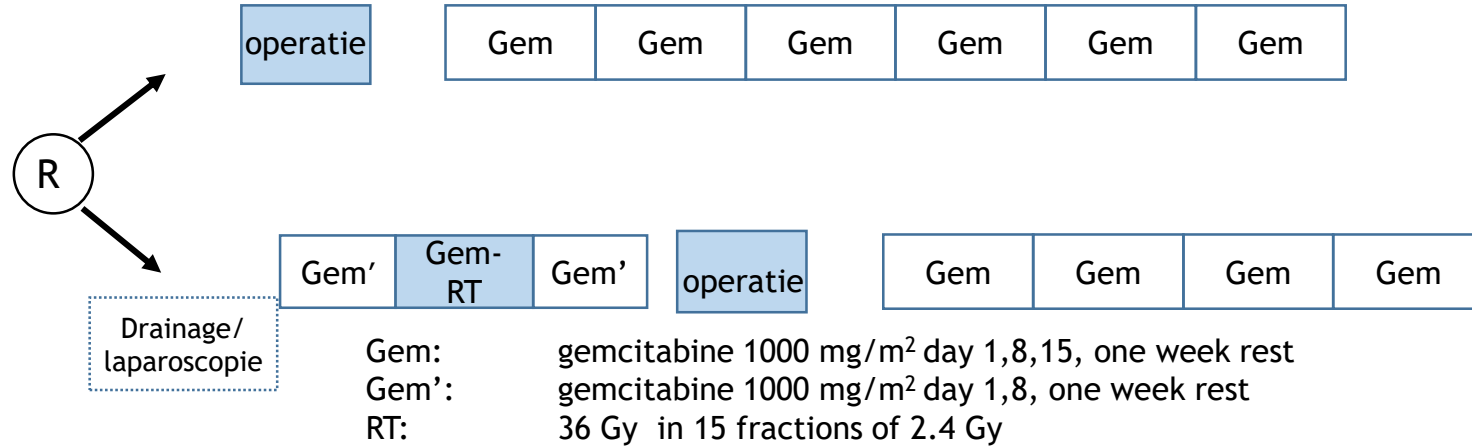 operatie Gem Gem Gem Gem Gem Gem
R
Gem’ Gem-
RT Gem’ operatie Gem Gem Gem Gem
Drainage/
laparoscopie
Gem: gemcitabine 1000 mg/m² day 1,8,15, one week rest
Gem’: gemcitabine 1000 mg/m² day 1,8, one week rest
RT: 36 Gy in 15 fractions of 2.4 Gy